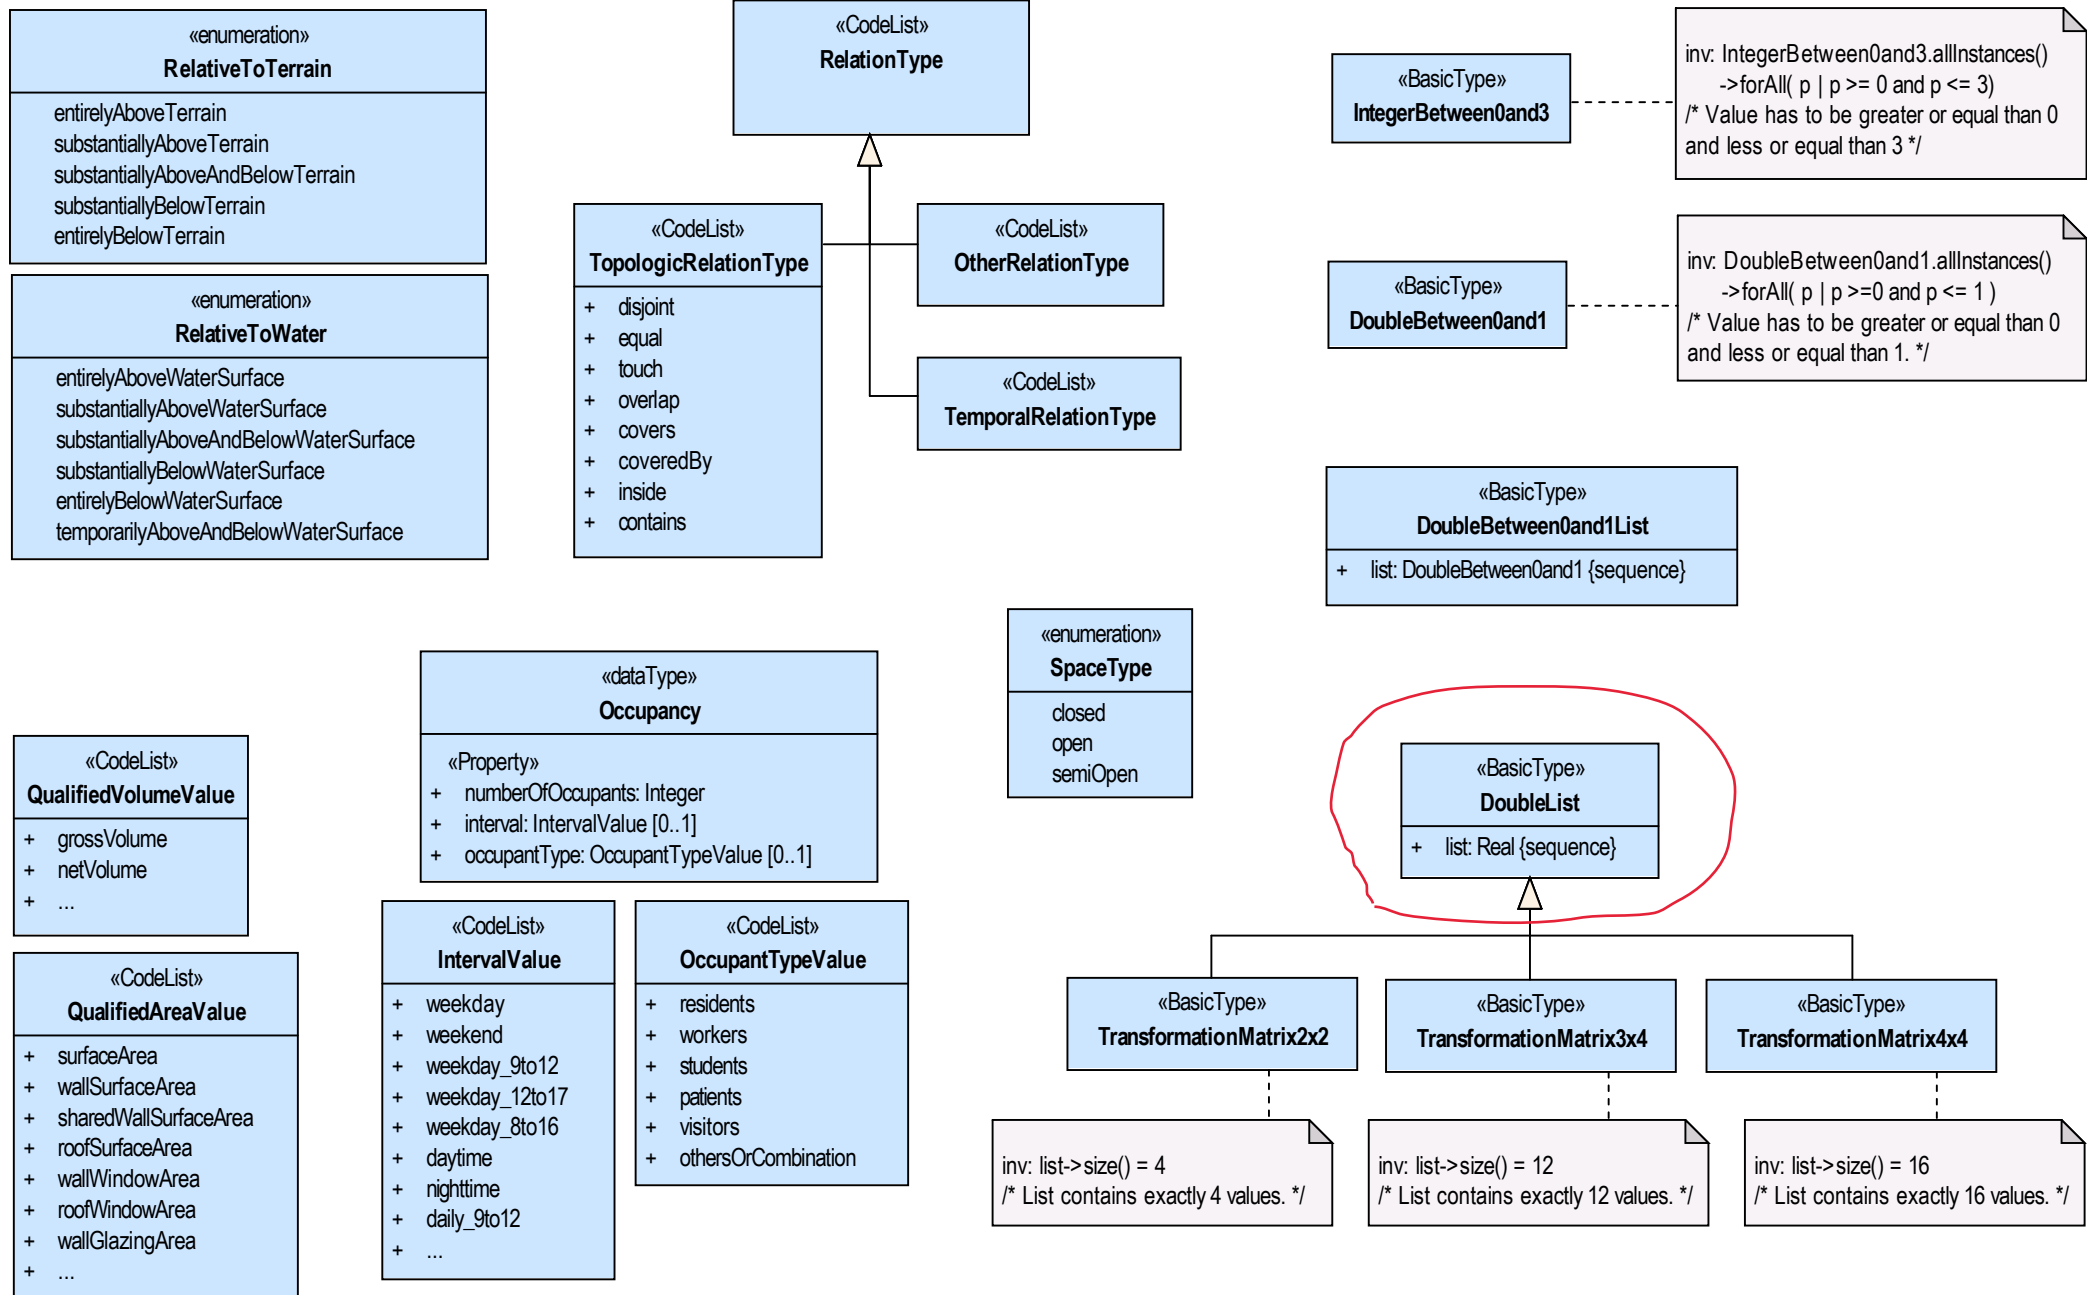 «enumeration»
RelativeToTerrain
entirelyAboveTerrain
substantiallyAboveTerrain
substantiallyAboveAndBelowTerrain
substantiallyBelowTerrain
entirelyBelowTerrain
«enumeration»
RelativeToWater
entirelyAboveWaterSurface
substantiallyAboveWaterSurface
substantiallyAboveAndBelowWaterSurface
substantiallyBelowWaterSurface
entirelyBelowWaterSurface
temporarilyAboveAndBelowWaterSurface
«CodeList»
RelationType
«CodeList»
TopologicRelationType
+ disjoint
+ equal
+ touch
+ overlap
+ covers
+ coveredBy
+ inside
+ contains
«CodeList»
OtherRelationType
«CodeList»
TemporalRelationType
«BasicType»
IntegerBetween0and3
inv: IntegerBetween0and3.allInstances()
->forAll( p | p >= 0 and p <= 3)
/* Value has to be greater or equal than 0
and less or equal than 3 */
«BasicType»
DoubleBetween0and1
inv: DoubleBetween0and1.allInstances()
->forAll( p | p >=0 and p <= 1 )
/* Value has to be greater or equal than 0
and less or equal than 1. */
«BasicType»
DoubleBetween0and1List
+ list: DoubleBetween0and1 {sequence}
«enumeration»
SpaceType
closed
open
semiOpen
«dataType»
Occupancy
«Property»
+ numberOfOccupants: Integer
+ interval: IntervalValue [0..1]
+ occupantType: OccupantTypeValue [0..1]
«CodeList»
QualifiedVolumeValue
+ grossVolume
+ netVolume
+ ...
«CodeList»
QualifiedAreaValue
+ surfaceArea
+ wallSurfaceArea
+ sharedWallSurfaceArea
+ roofSurfaceArea
+ wallWindowArea
+ roofWindowArea
+ wallGlazingArea
+ ...
«CodeList»
IntervalValue
+ weekday
+ weekend
+ weekday_9to12
+ weekday_12to17
+ weekday_8to16
+ daytime
+ nighttime
+ daily_9to12
+ ...
«CodeList»
OccupantTypeValue
+ residents
+ workers
+ students
+ patients
+ visitors
+ othersOrCombination
«BasicType»
DoubleList
+ list: Real {sequence}
«BasicType»
TransformationMatrix2x2
«BasicType»
TransformationMatrix3x4
«BasicType»
TransformationMatrix4x4
inv: list->size() = 4
/* List contains exactly 4 values. */
inv: list->size() = 12
/* List contains exactly 12 values. */
inv: list->size() = 16
/* List contains exactly 16 values. */